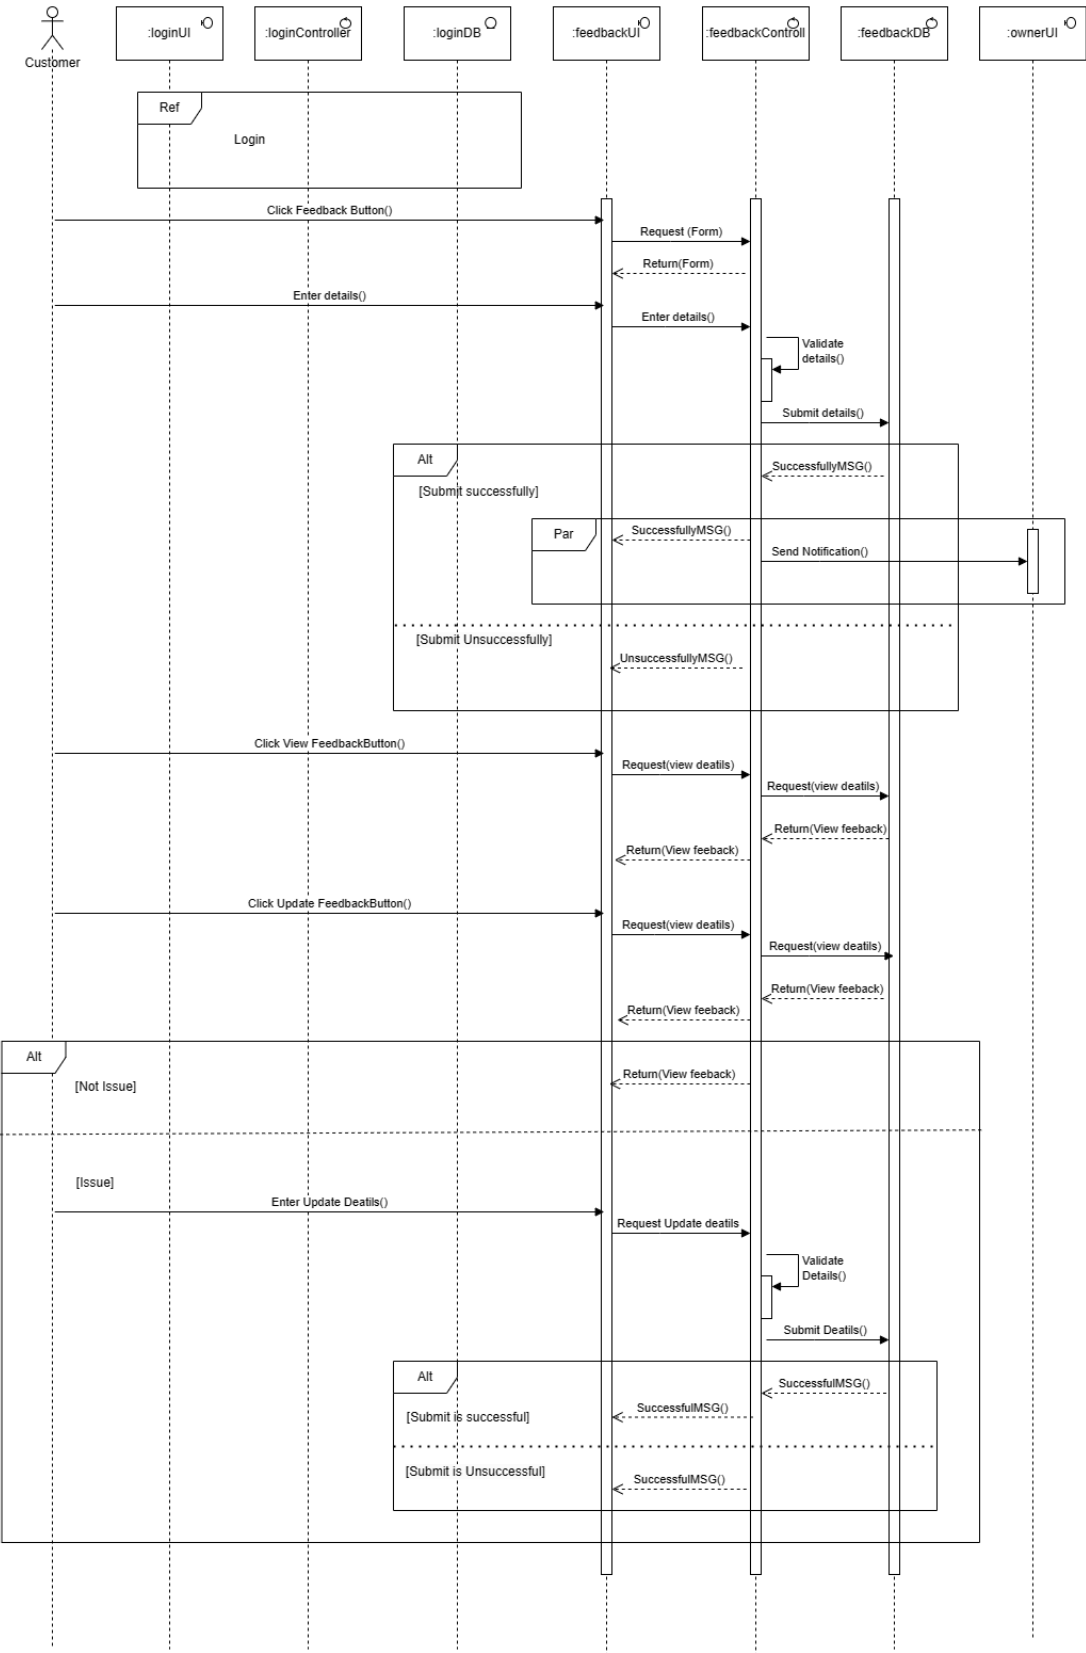 :loginUI
:loginController
:loginDB
:feedbackUI
:feedbackControll
:feedbackDB
:ownerUI
Customer
Ref
Login
Click Feedback Button()
Request (Form)
Return(Form)
Enter details()
Enter details()
Validate
details()
Submit details()
Alt
SuccessfullyMSG()
[Submit successfully]
Par
SuccessfullyMSG()
Send Notification()
[Submit Unsuccessfully]
UnsuccessfullyMSG()
Click View FeedbackButton()
Request(view deatils)
Request(view deatils)
Return(View feeback)
Return(View feeback)
Click Update FeedbackButton()
Request(view deatils)
Request(view deatils)
Return(View feeback)
Return(View feeback)
Alt
Return(View feeback)
[Not Issue]
[Issue]
Enter Update Deatils()
Request Update deatils
Validate
Details()
Submit Deatils()
Alt
SuccessfulMSG()
SuccessfulMSG()
[Submit is successful]
[Submit is Unsuccessful]
SuccessfulMSG()